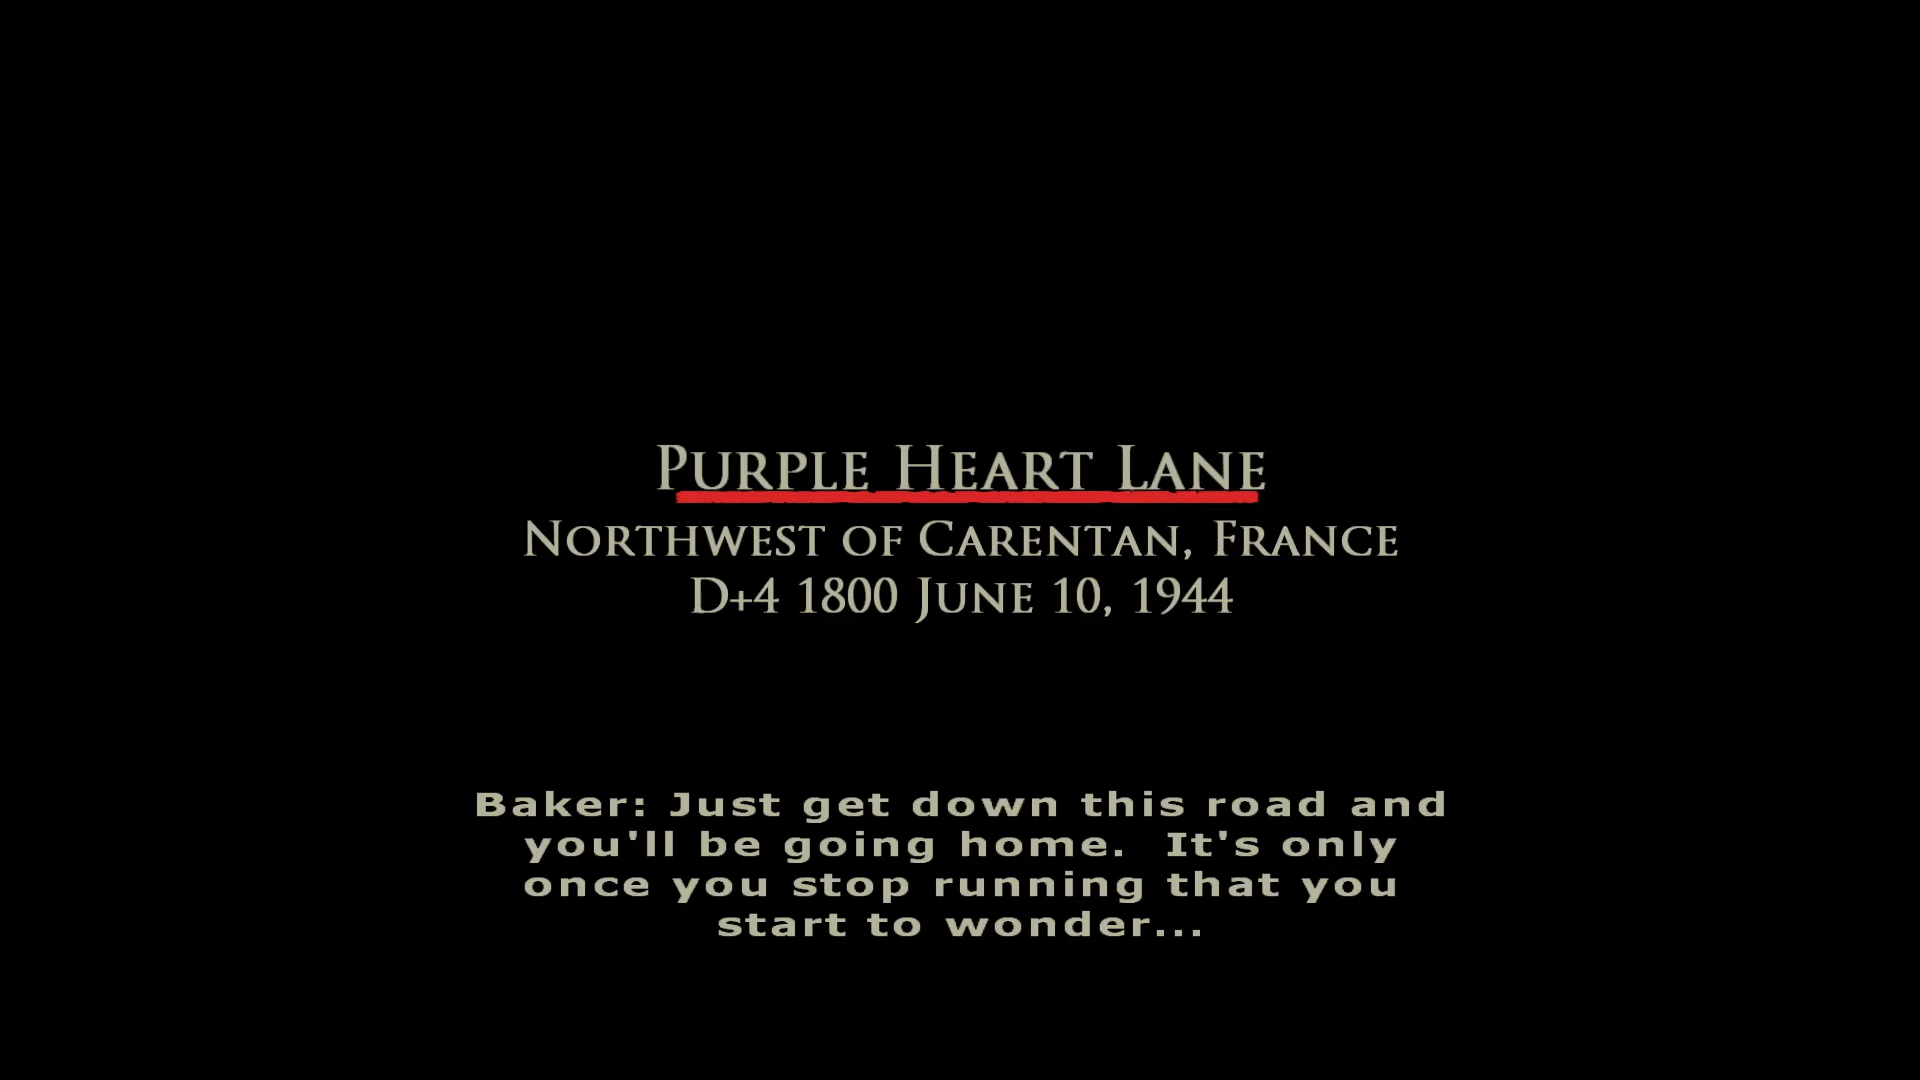 Purple Heart Lane
Northwest of Carentan, France
D+4 1800 June 10, 1944
Baker: Just get down this road and
you'll be going home.  It's only
once you stop running that you
start to wonder...